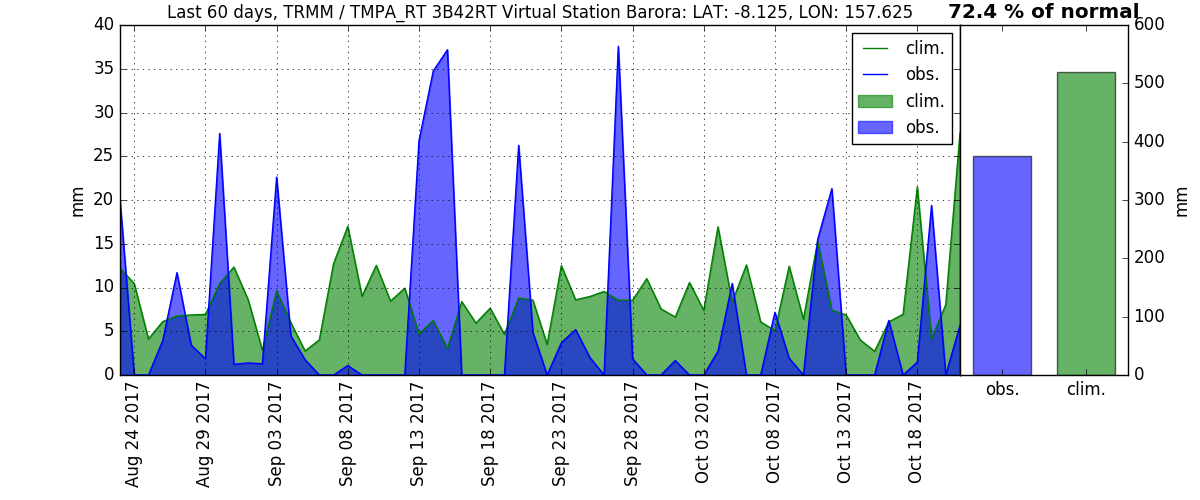 Last 60 days, TRMM / TMPA_RT 3B42RT Virtual Station Barora: LAT: -8.125, LON: 157.625
72.4 % of normal
40
35
30
25
20
15
10
5
0
mm
clim.
obs.
clim.
obs.
600
500
400
300
200
100
0
mm
Aug 24 2017
Aug 29 2017
Sep 03 2017
Sep 08 2017
Sep 13 2017
Sep 18 2017
Sep 23 2017
Sep 28 2017
Oct 03 2017
Oct 08 2017
Oct 13 2017
Oct 18 2017
obs.
clim.